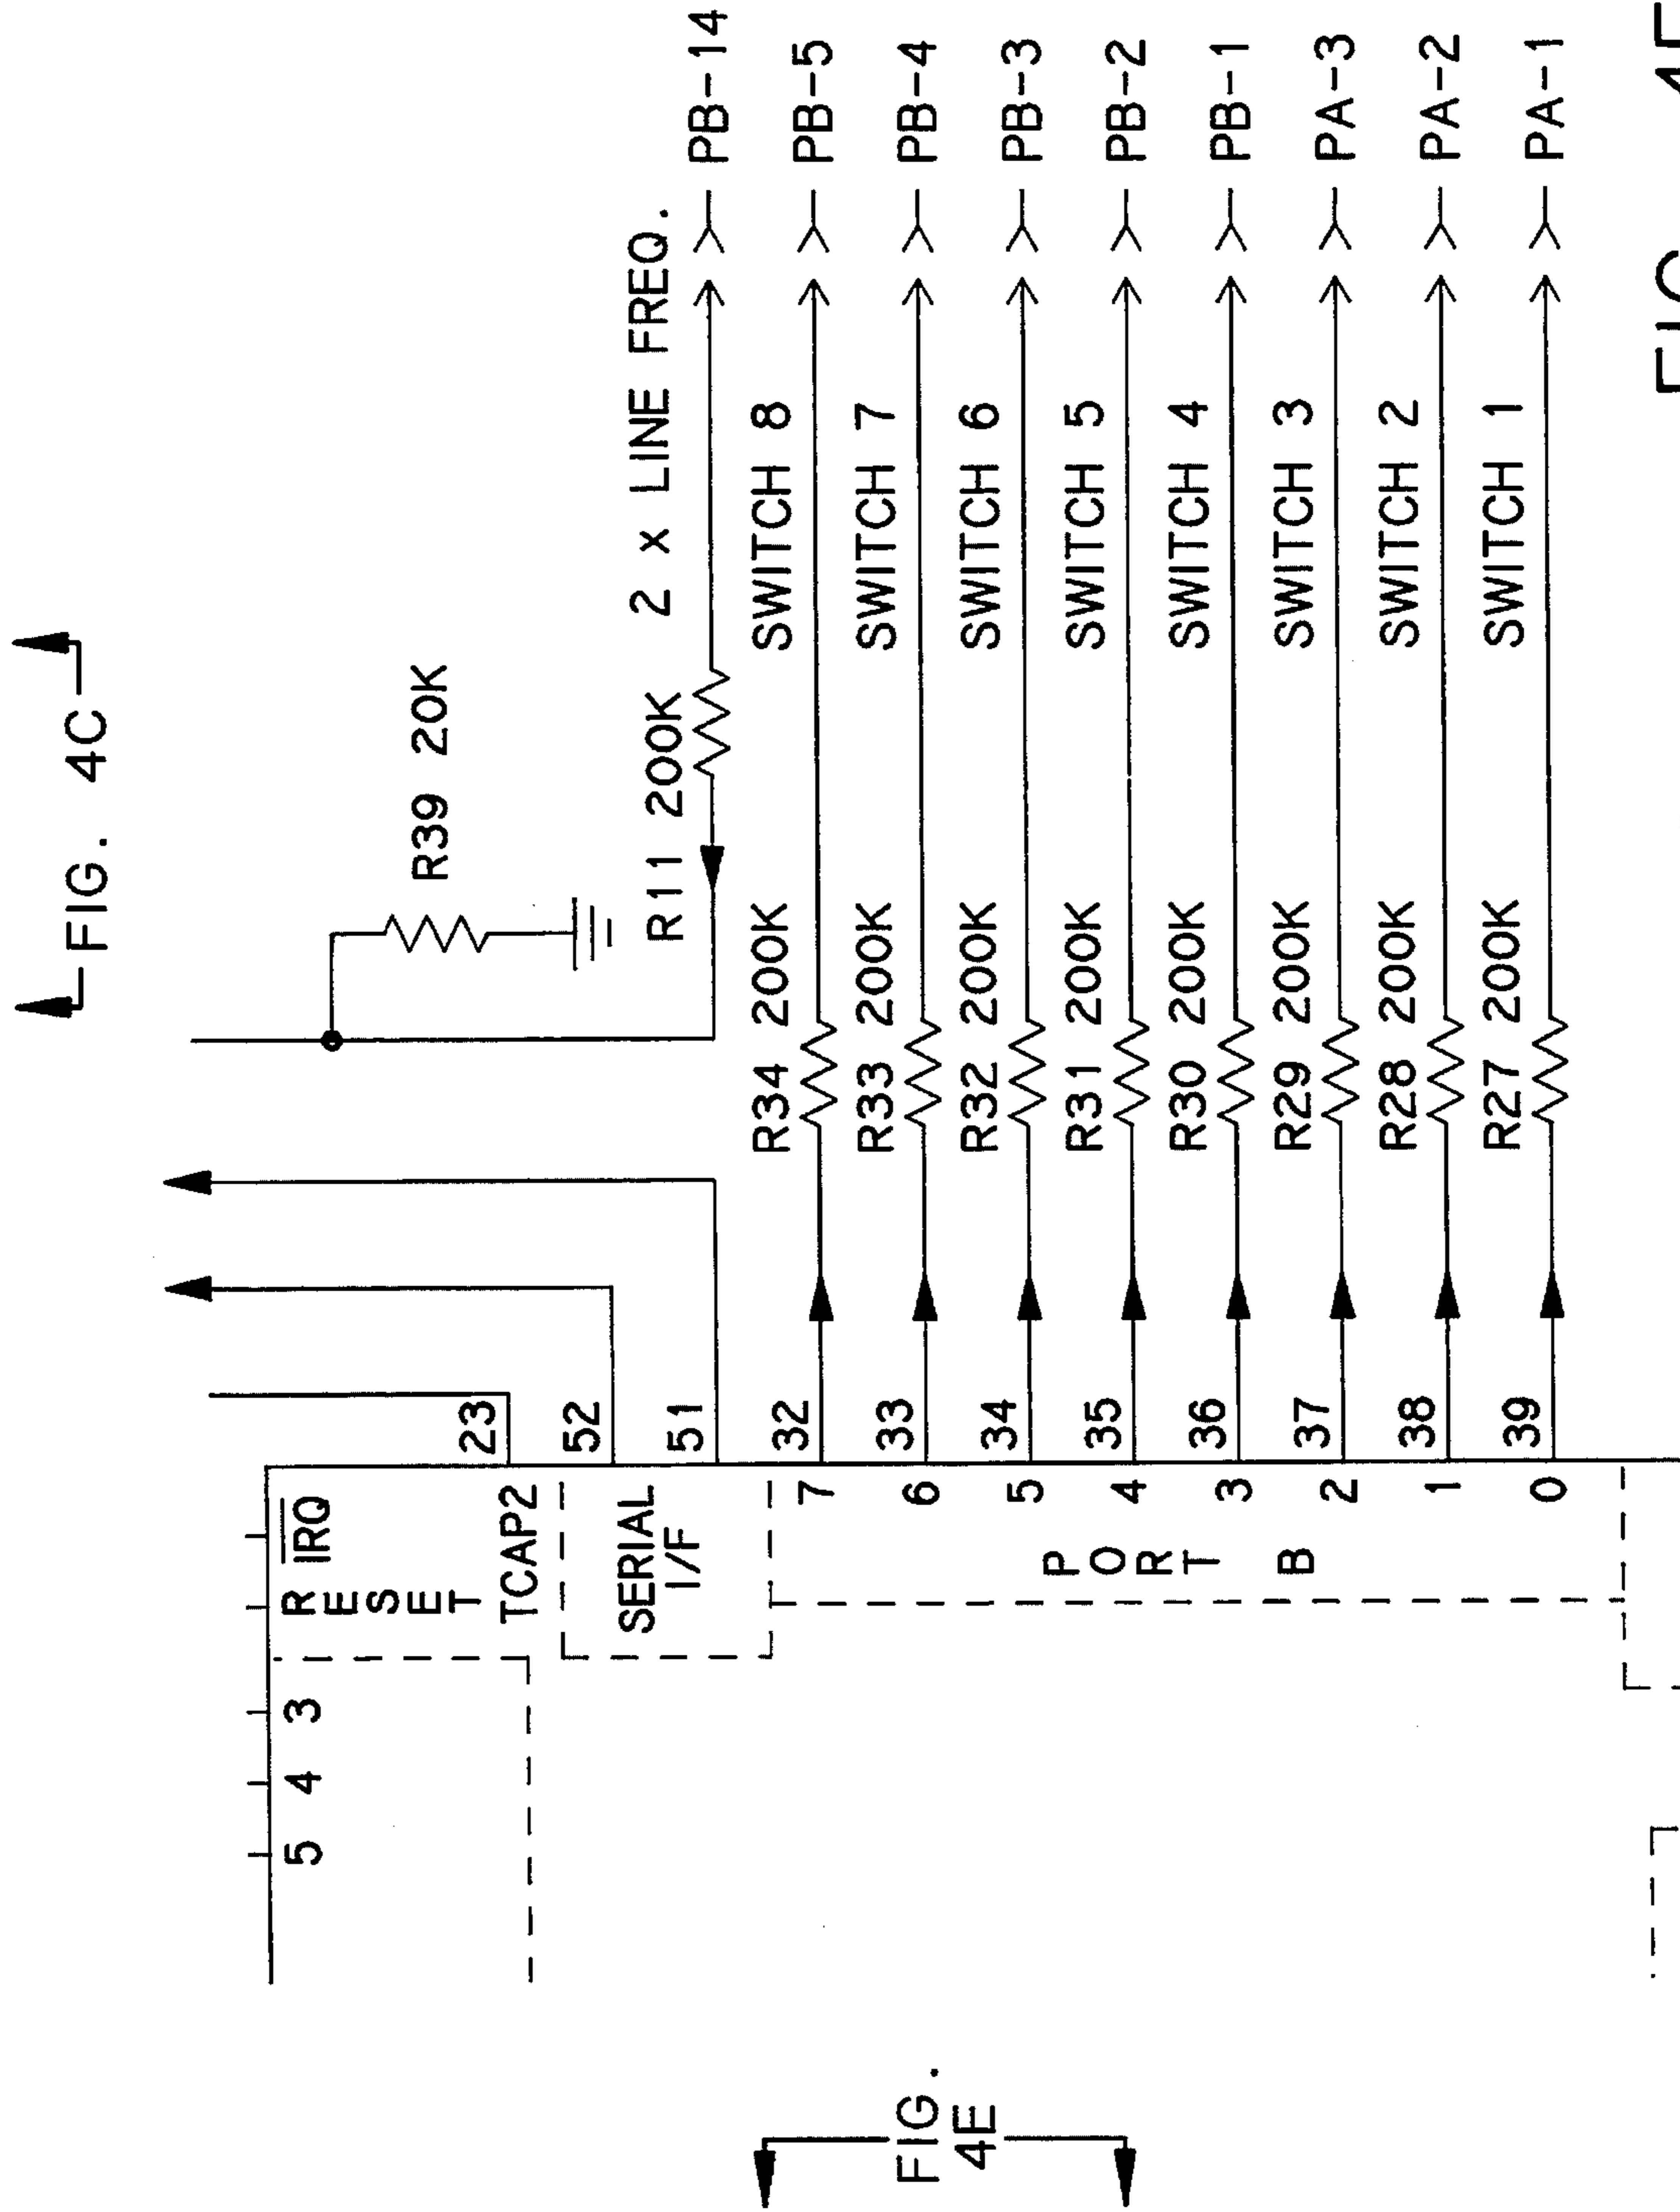 FIG. 4C
5 4 3 RESET IRQ
R39 20K
23
TCAP2
52
SERIAL
I/F
2 x LINE FREQ.
R11 200K
51
PB-14
7 32 R34 200K SWITCH 8 PB-5
6 33 R33 200K SWITCH 7 PB-4
FIG.
4E
5 34 R32 200K SWITCH 6 PB-3
PORT B
4 35 R31 200K SWITCH 5 PB-2
3 36 R30 200K SWITCH 4 PB-1
2 37 R29 200K SWITCH 3 PA-3
1 38 R28 200K SWITCH 2 PA-2
0 39 R27 200K SWITCH 1 PA-1